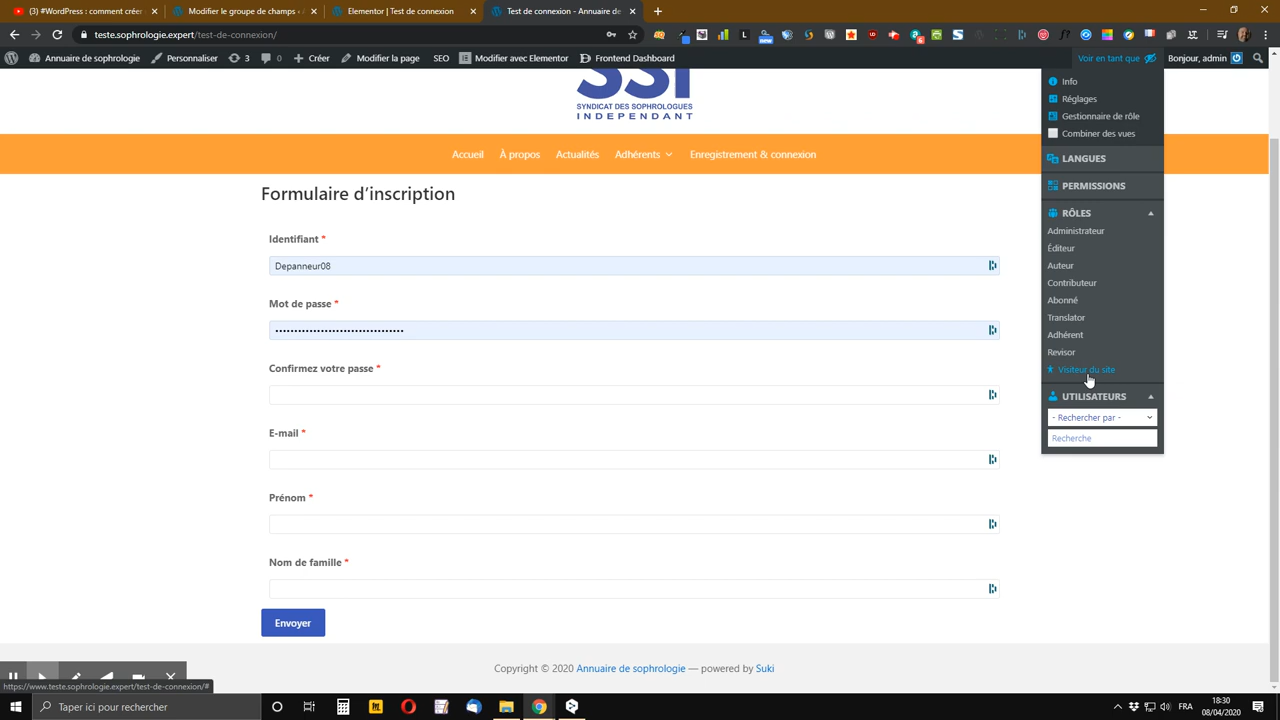 (3) #WordPress : comment créer
Elementor | Test de connexion
Test de connexion – Annuaire de s
teste.sophrologie.expert/test-de-connexion/
Annuaire de sophrologie
Personnaliser
3
0
Créer
Modifier la page
SEO
Modifier avec Elementor
Frontend Dashboard
Voir en tant que
Bonjour, admin
SSI
SYNDICAT DES SOPHROLOGUES
INDEPENDANT
Info
Réglages
Gestionnaire de rôle
Combiner des vues
LANGUES
PERMISSIONS
RÔLES
Administrateur
Éditeur
Auteur
Contributeur
Abonné
Translator
Adhérent
Revisor
Visiteur du site
UTILISATEURS
- Rechercher par -
Recherche
Accueil
À propos
Actualités
Adhérents
Enregistrement & connexion
Formulaire d’inscription
Identifiant *
Depanneur08
Mot de passe *
Confirmez votre passe *
E-mail *
Prénom *
Nom de famille *
Envoyer
Copyright © 2020 Annuaire de sophrologie — powered by Suki
https://www.teste.sophrologie.expert/test-de-connexion/#
Taper ici pour rechercher
FRA
18:30
08/04/2020